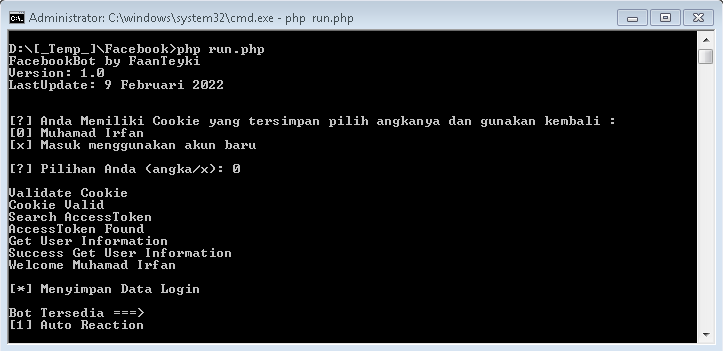 Administrator: C:\windows\system32\cmd.exe - php run.php
D:\[_Temp_]\Facebook>php run.php
FacebookBot by FaanTeyki
Version: 1.0
LastUpdate: 9 Februari 2022
[?] Anda Memiliki Cookie yang tersimpan pilih angkanya dan gunakan kembali :
[0] Muhamad Irfan
[x] Masuk menggunakan akun baru
[?] Pilihan Anda (angka/x): 0
Validate Cookie
Cookie Valid
Search AccessToken
AccessToken Found
Get User Information
Success Get User Information
Welcome Muhamad Irfan
[*] Menyimpan Data Login
Bot Tersedia ===>
[1] Auto Reaction